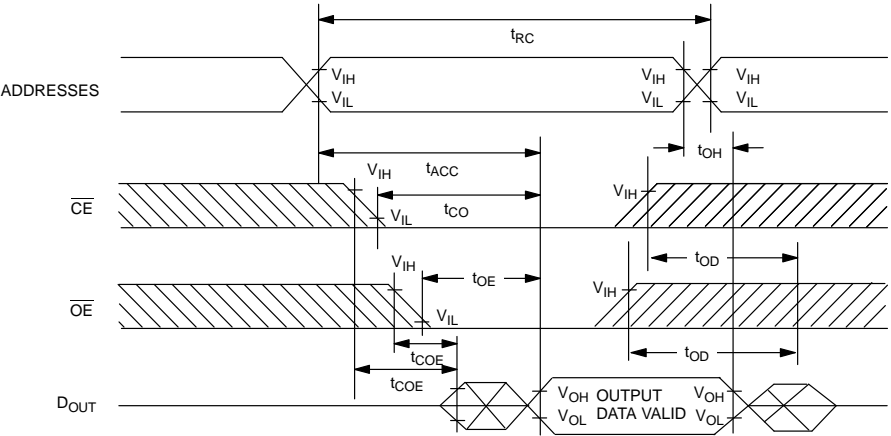 tRC
ADDRESSES
VIH VIH VIH
VIL VIL VIL
tOH
tACC
VIH VIH
CE
tCO
VIL
tOD
VIH VIH
tOE
OE
VIL
tCOE tOD
tCOE
DOUT
VOH OUTPUT VOH
VOL DATA VALID VOL